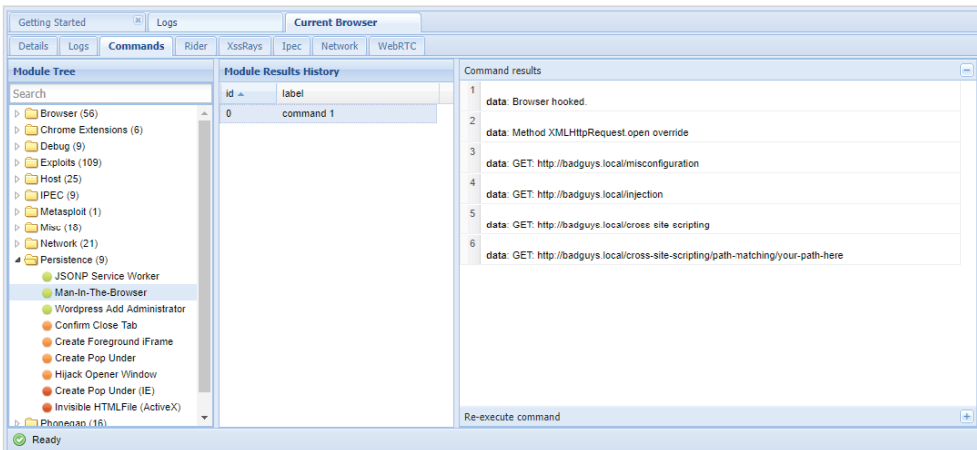 Getting Started Logs Current Browser
Details Logs Commands Rider XssRays Ipec Network WebRTC
Module Tree
Search
Browser (56)
Chrome Extensions (6)
Debug (9)
Exploits (109)
Host (25)
IPEC (9)
Metasploit (1)
Misc (18)
Network (21)
Persistence (9)
JSONP Service Worker
Man-In-The-Browser
Wordpress Add Administrator
Confirm Close Tab
Create Foreground iFrame
Create Pop Under
Hijack Opener Window
Create Pop Under (IE)
Invisible HTMLFile (ActiveX)
Phonegap (16)
Module Results History
id label
0 command 1
Command results
1 data: Browser hooked.
2 data: Method XMLHttpRequest.open override
3 data: GET: http://badguys.local/misconfiguration
4 data: GET: http://badguys.local/injection
5 data: GET: http://badguys.local/cross site scripting
6 data: GET: http://badguys.local/cross-site-scripting/path-matching/your-path-here
Re-execute command
Ready